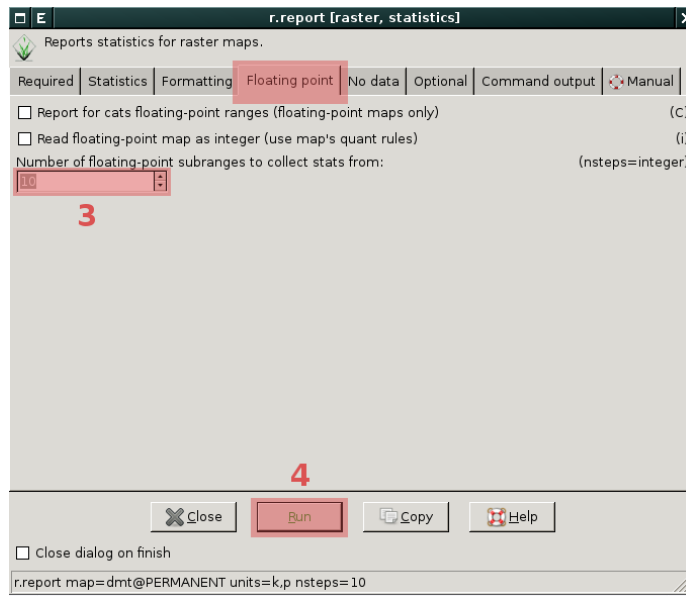 E r.report [raster, statistics]
Reports statistics for raster maps.
Required Statistics Formatting Floating point No data Optional Command output Manual
Report for cats floating-point ranges (floating-point maps only) (C)
Read floating-point map as integer (use map's quant rules) (i)
Number of floating-point subranges to collect stats from: (nsteps=integer)
10
3
4
Close Run Copy Help
Close dialog on finish
r.report map=dmt@PERMANENT units=k,p nsteps=10